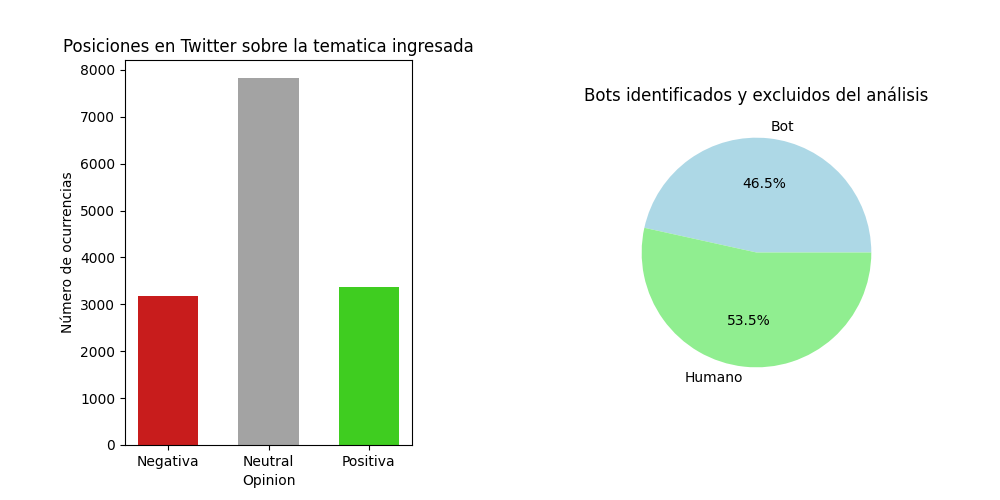 Posiciones en Twitter sobre la tematica ingresada
Número de ocurrencias
8000
7000
6000
5000
4000
3000
2000
1000
0
Negativa
Neutral
Positiva
Opinion
Bots identificados y excluidos del análisis
Bot
46.5%
53.5%
Humano